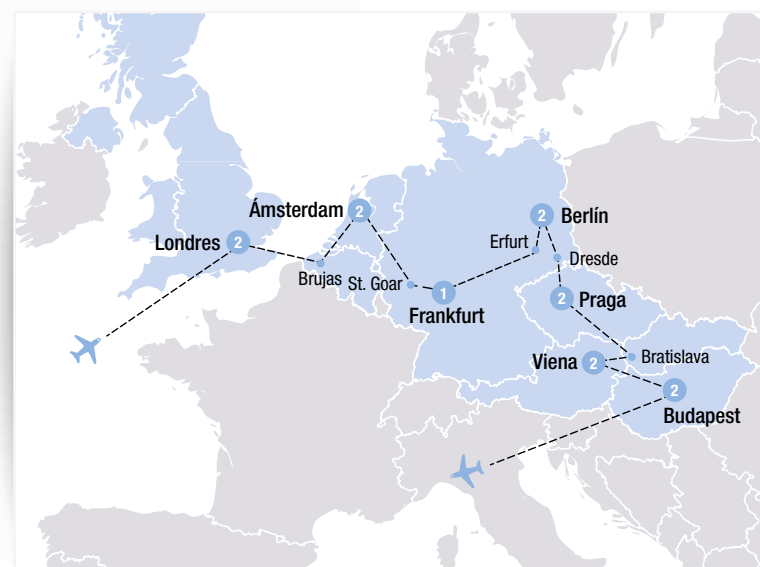 Ámsterdam 2
2 Berlín
Londres 2
Erfurt
Dresde
Brujas
St. Goar
1
Frankfurt
2 Praga
Viena 2
Bratislava
2
Budapest